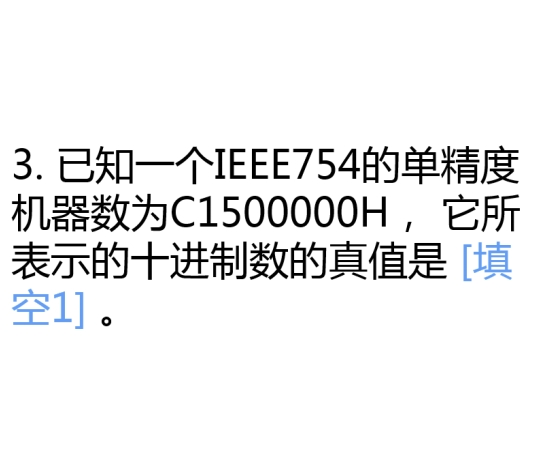 3. 已知一个IEEE754的单精度
机器数为C1500000H ，它所
表示的十进制数的真值是 [填
空1] 。